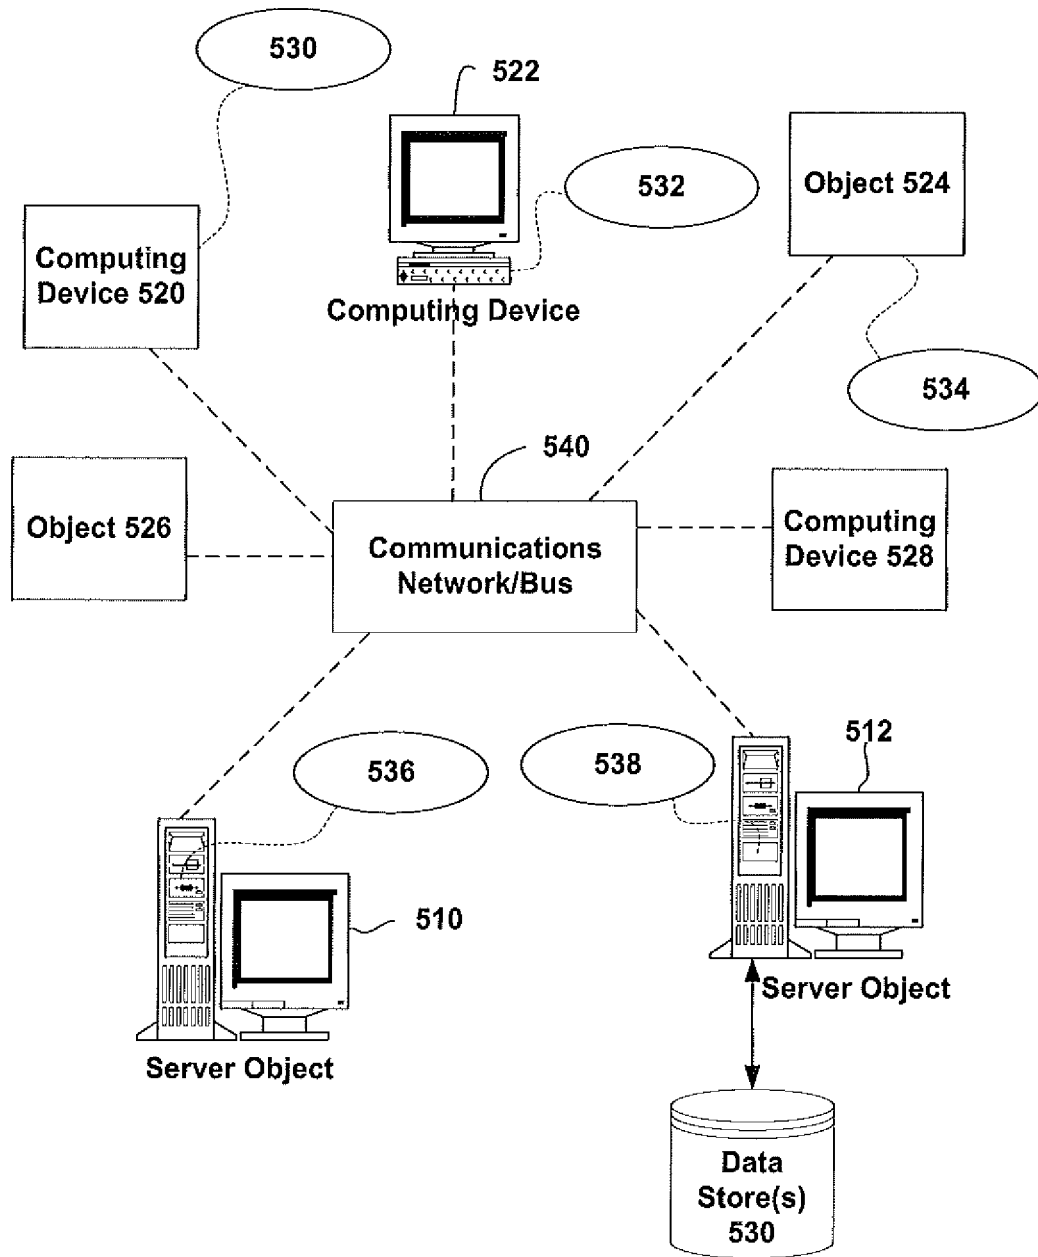 530
522
532
Object 524
Computing
Device 520
Computing Device
534
540
Object 526
Communications
Network/Bus
Computing
Device 528
536
538
512
510
Server Object
Server Object
Data
Store(s)
530